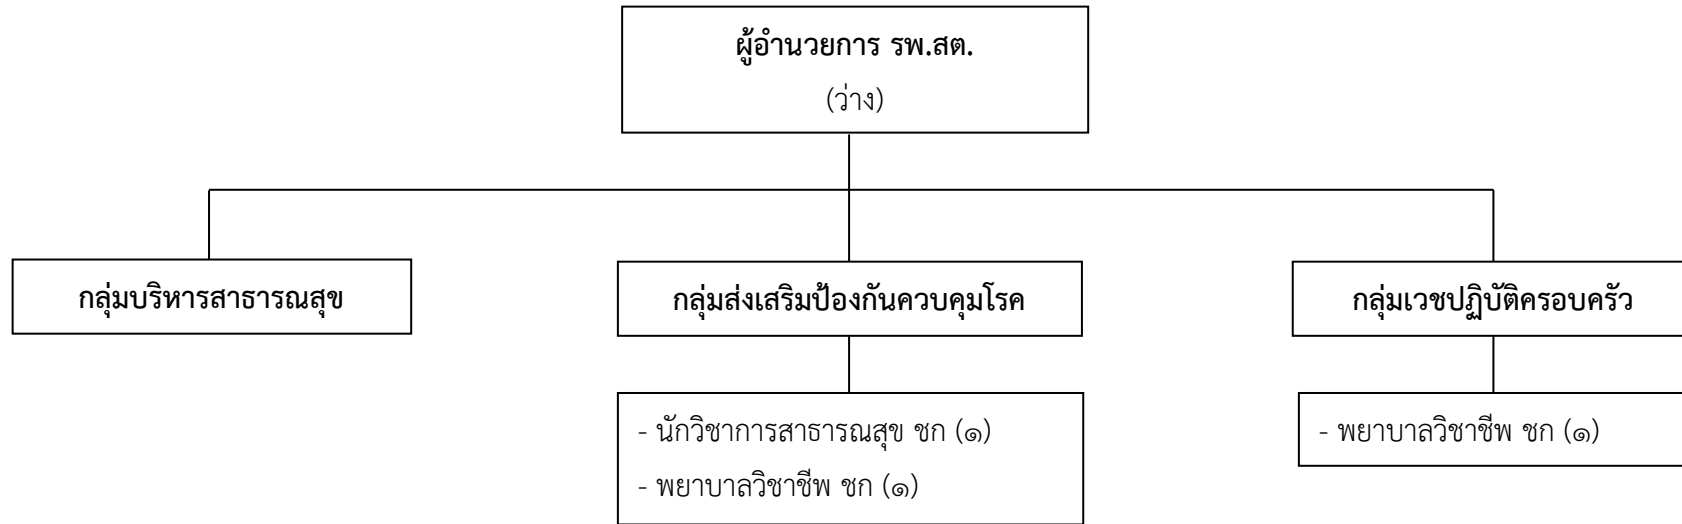 ผู้อำนวยการ รพ.สต.
(ว่าง)
กลุ่มบริหารสาธารณสุข
กลุ่มส่งเสริมป้องกันควบคุมโรค
กลุ่มเวชปฏิบัติครอบครัว
- นักวิชาการสาธารณสุข ชก (๑)
- พยาบาลวิชาชีพ ชก (๑)
- พยาบาลวิชาชีพ ชก (๑)